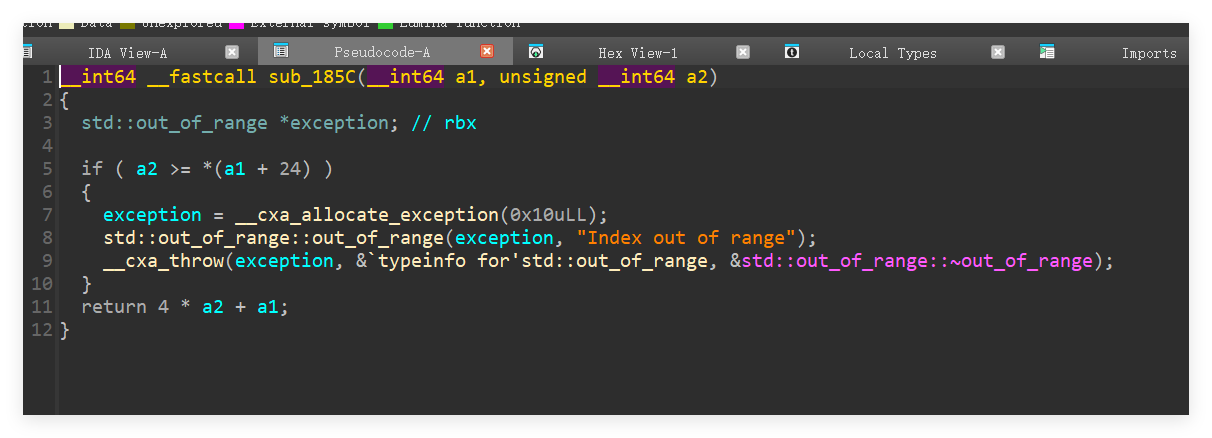 Data Unexplored External symbol Lumina function
IDA View-A Pseudocode-A Hex View-1 Local Types Imports
1 __int64 __fastcall sub_185C(__int64 a1, unsigned __int64 a2)
2 {
3 std::out_of_range *exception; // rbx
4
5 if ( a2 >= *(a1 + 24) )
6 {
7 exception = __cxa_allocate_exception(0x10uLL);
8 std::out_of_range::out_of_range(exception, "Index out of range");
9 __cxa_throw(exception, &`typeinfo for'std::out_of_range, &std::out_of_range::~out_of_range);
10 }
11 return 4 * a2 + a1;
12 }